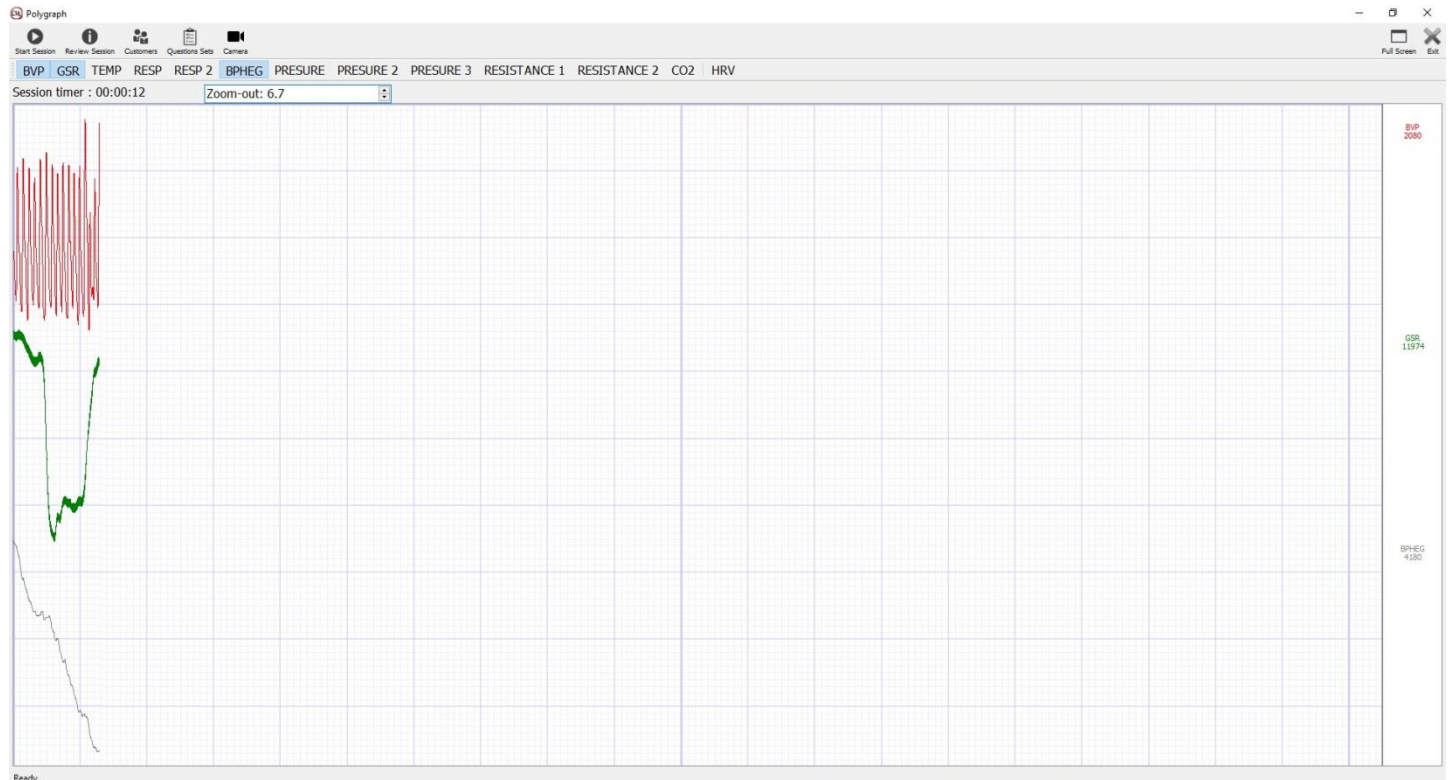 Polygraph
Start Session Review Session Customers Questions Sets Camera Full Screen Exit
BVP GSR TEMP RESP RESP 2 BPHEG PRESURE PRESURE 2 PRESURE 3 RESISTANCE 1 RESISTANCE 2 CO2 HRV
Session timer : 00:00:12 Zoom-out: 6.7
BVP
2080
GSR
11974
BPHEG
4180
Ready